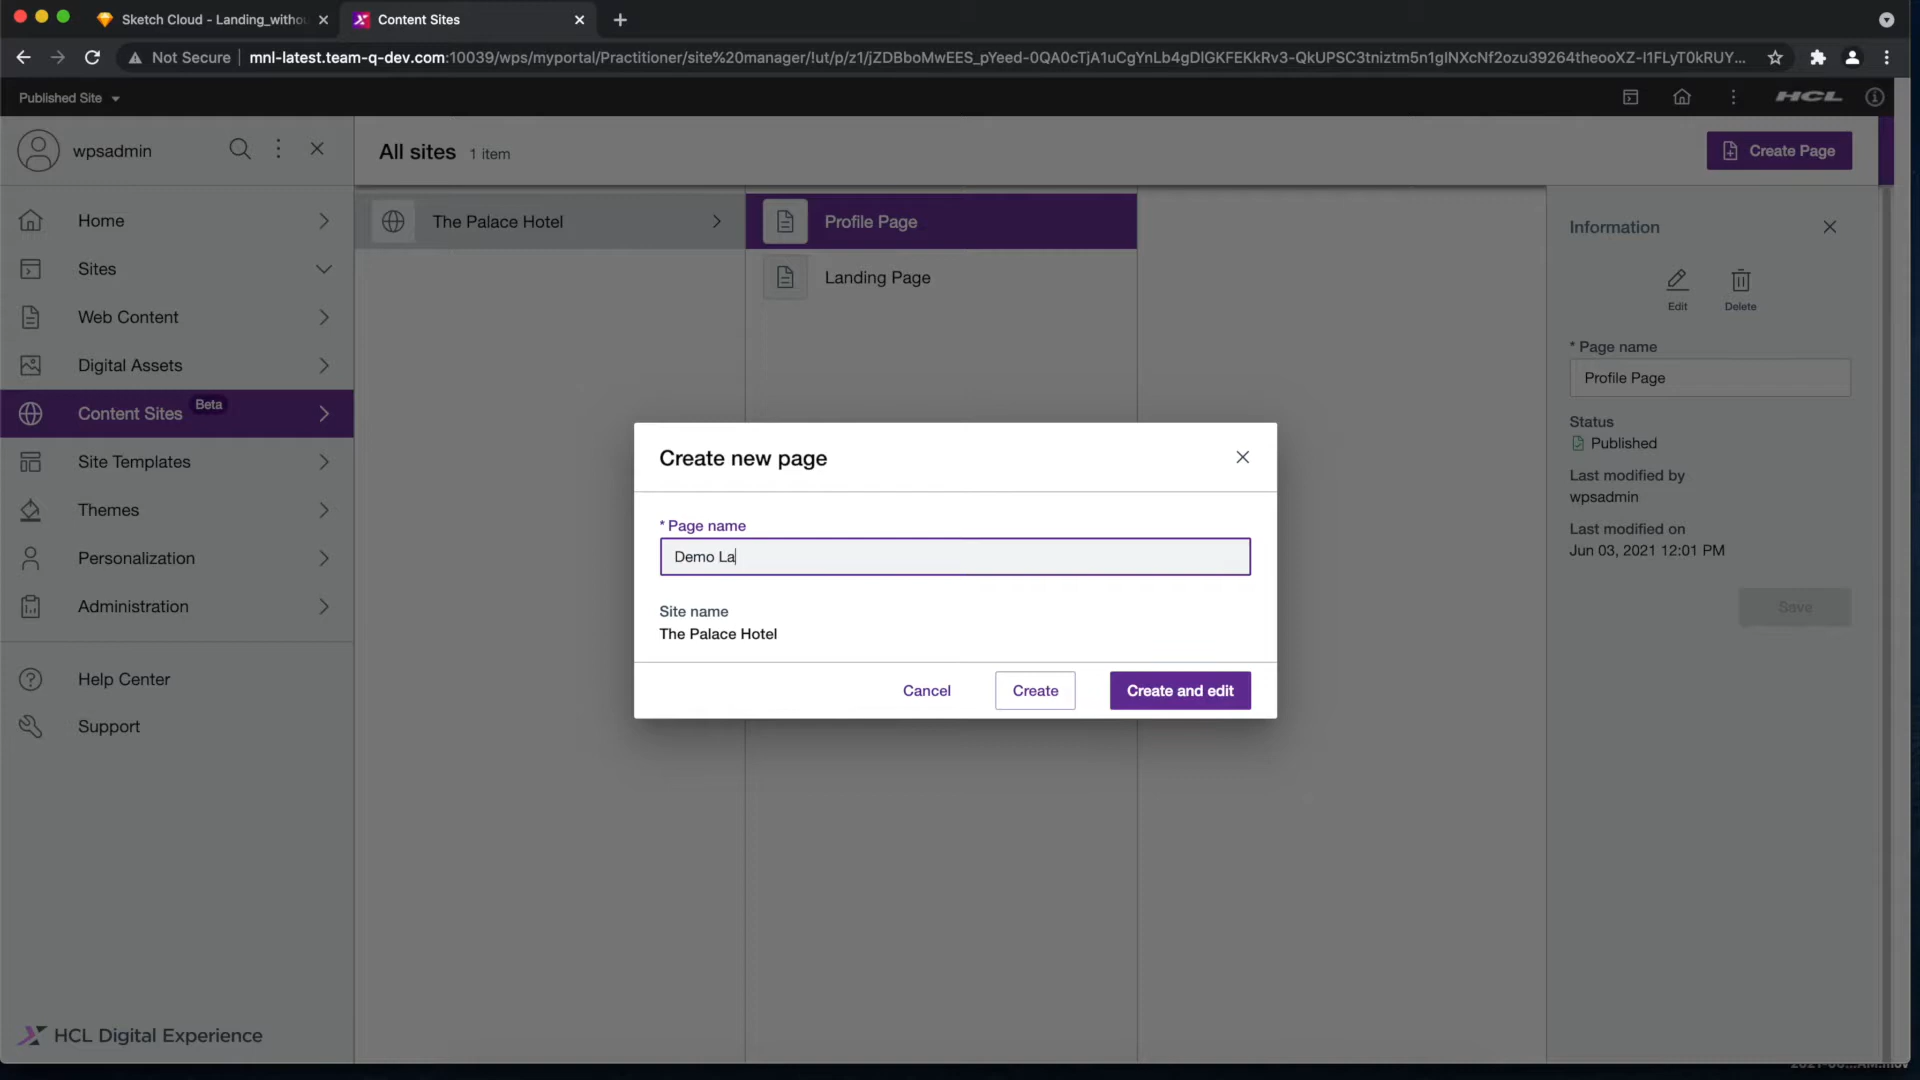 Sketch Cloud - Landing_withou
Content Sites
Not Secure
mnl-latest.team-q-dev.com:10039/wps/myportal/Practitioner/site%20manager/!ut/p/z1/jZDBboMwEES_pYeed-0QA0cTjA1uCgYnLb4gDlGKFEKkRv3-QkUPSC3tniztm5n1gINXcNf2ozu39264theooXZ-I1FLyT0kRUY...
Published Site
HCL
wpsadmin
All sites 1 item
Create Page
Home
Sites
Web Content
Digital Assets
Content Sites Beta
Site Templates
Themes
Personalization
Administration
Help Center
Support
HCL Digital Experience
The Palace Hotel
Profile Page
Landing Page
Information
Edit
Delete
* Page name
Profile Page
Status
Published
Last modified by
wpsadmin
Last modified on
Jun 03, 2021 12:01 PM
Save
Create new page
* Page name
Demo La
Site name
The Palace Hotel
Cancel
Create
Create and edit